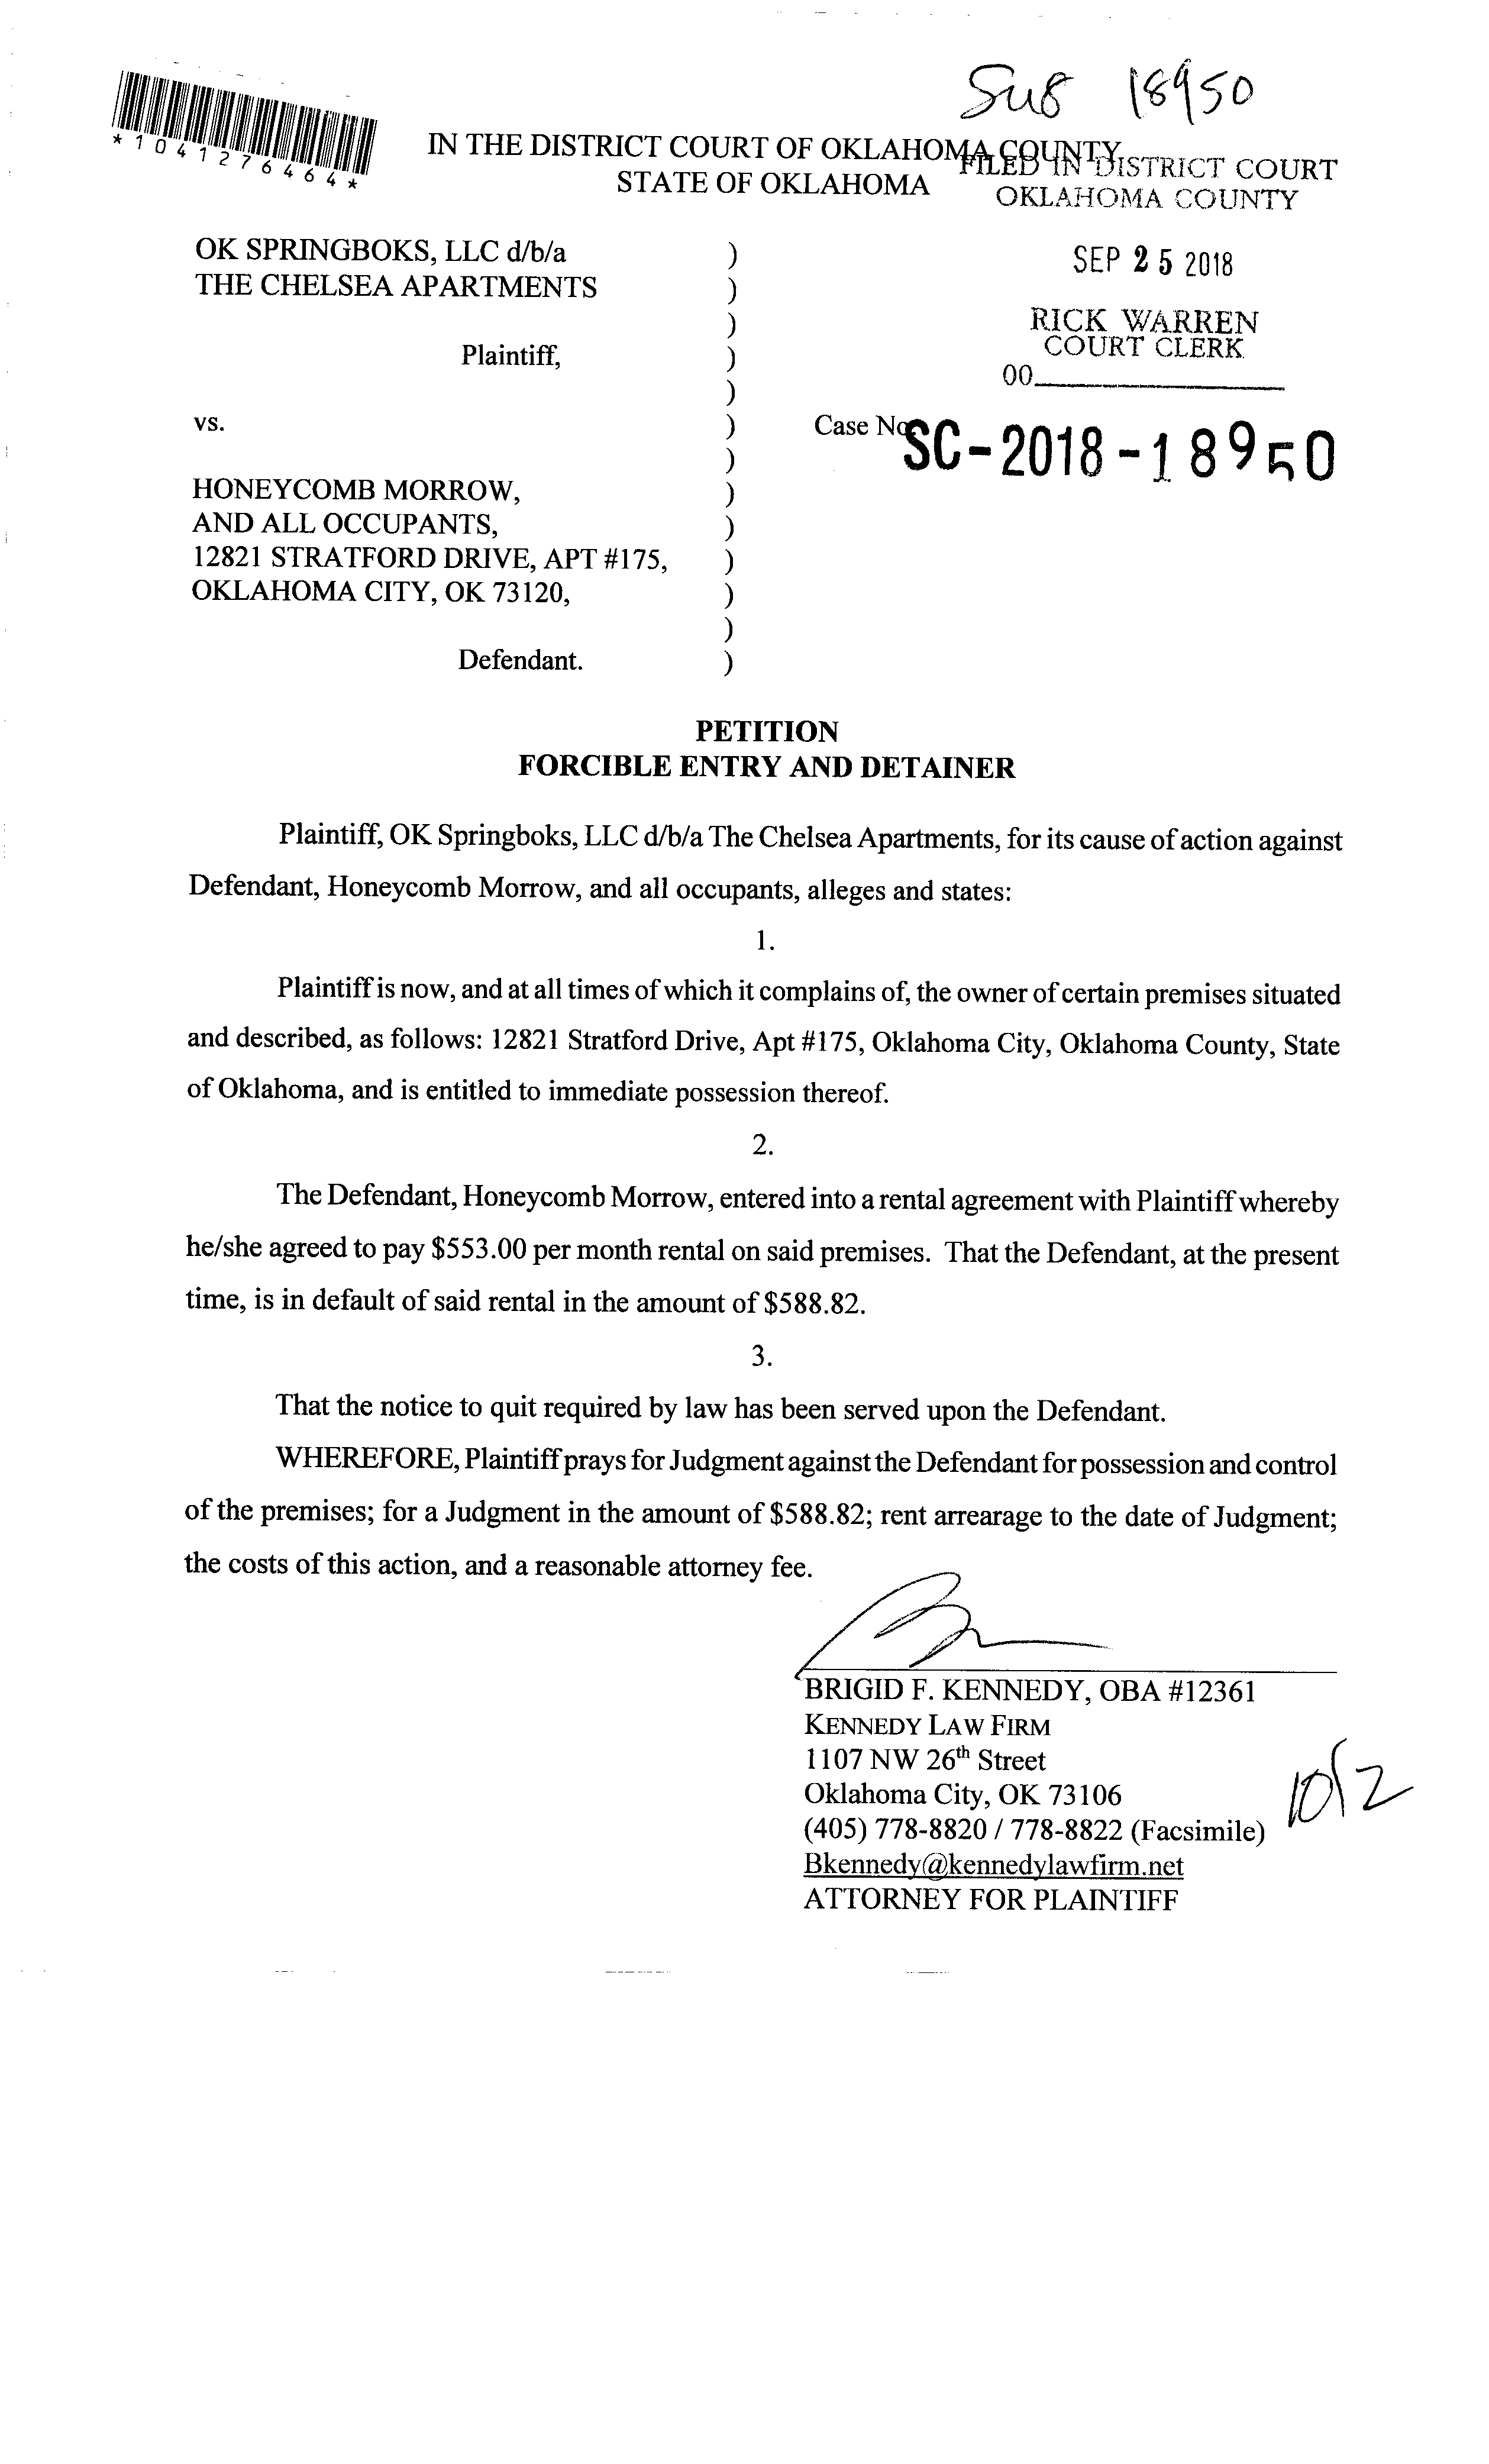 Su8 18950
*1041276464*
IN THE DISTRICT COURT OF OKLAHOMA COUNTY
STATE OF OKLAHOMA
FILED IN DISTRICT COURT
OKLAHOMA COUNTY
SEP 25 2018
RICK WARREN
COURT CLERK
00
OK SPRINGBOKS, LLC d/b/a )
THE CHELSEA APARTMENTS )
)
Plaintiff, )
)
vs. )
)
Case No
SC-2018-18950
HONEYCOMB MORROW, )
AND ALL OCCUPANTS, )
12821 STRATFORD DRIVE, APT #175, )
OKLAHOMA CITY, OK 73120, )
)
Defendant. )
PETITION
FORCIBLE ENTRY AND DETAINER
Plaintiff, OK Springboks, LLC d/b/a The Chelsea Apartments, for its cause of action against
Defendant, Honeycomb Morrow, and all occupants, alleges and states:
1.
Plaintiff is now, and at all times of which it complains of, the owner of certain premises situated
and described, as follows: 12821 Stratford Drive, Apt #175, Oklahoma City, Oklahoma County, State
of Oklahoma, and is entitled to immediate possession thereof.
2.
The Defendant, Honeycomb Morrow, entered into a rental agreement with Plaintiff whereby
he/she agreed to pay $553.00 per month rental on said premises. That the Defendant, at the present
time, is in default of said rental in the amount of $588.82.
3.
That the notice to quit required by law has been served upon the Defendant.
WHEREFORE, Plaintiff prays for Judgment against the Defendant for possession and control
of the premises; for a Judgment in the amount of $588.82; rent arrearage to the date of Judgment;
the costs of this action, and a reasonable attorney fee.
BRIGID F. KENNEDY, OBA #12361
KENNEDY LAW FIRM
1107 NW 26th Street
Oklahoma City, OK 73106
(405) 778-8820 / 778-8822 (Facsimile)
Bkennedy@kennedylawfirm.net
ATTORNEY FOR PLAINTIFF
10/2